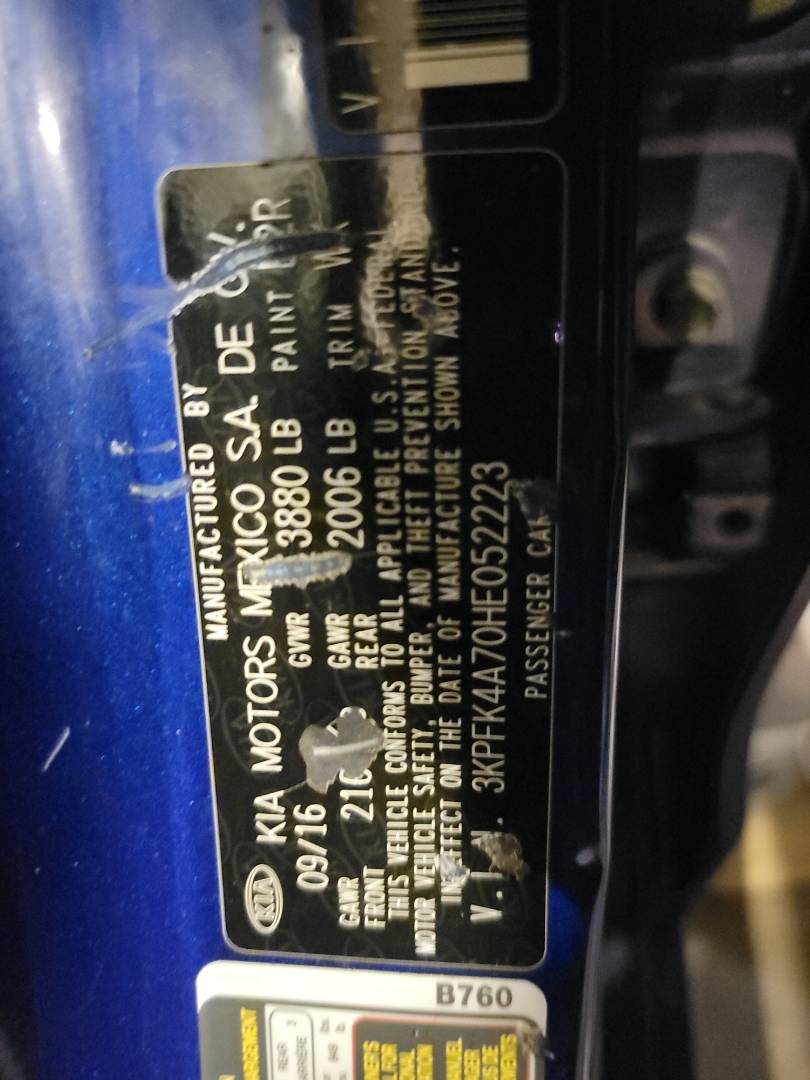 V.I
KIA
MANUFACTURED BY
KIA MOTORS MEXICO S.A. DE C.V.
09/16 GVWR 3880 LB PAINT
GAWR FRONT GAWR REAR 2006 LB TRIM
THIS VEHICLE CONFORMS TO ALL APPLICABLE U.S.A. FEDERAL
MOTOR VEHICLE SAFETY, BUMPER, AND THEFT PREVENTION
IN EFFECT ON THE DATE OF MANUFACTURE SHOWN ABOVE.
V.I.N. 3KPFK4A70HE052223
PASSENGER CAR
B760
REAR